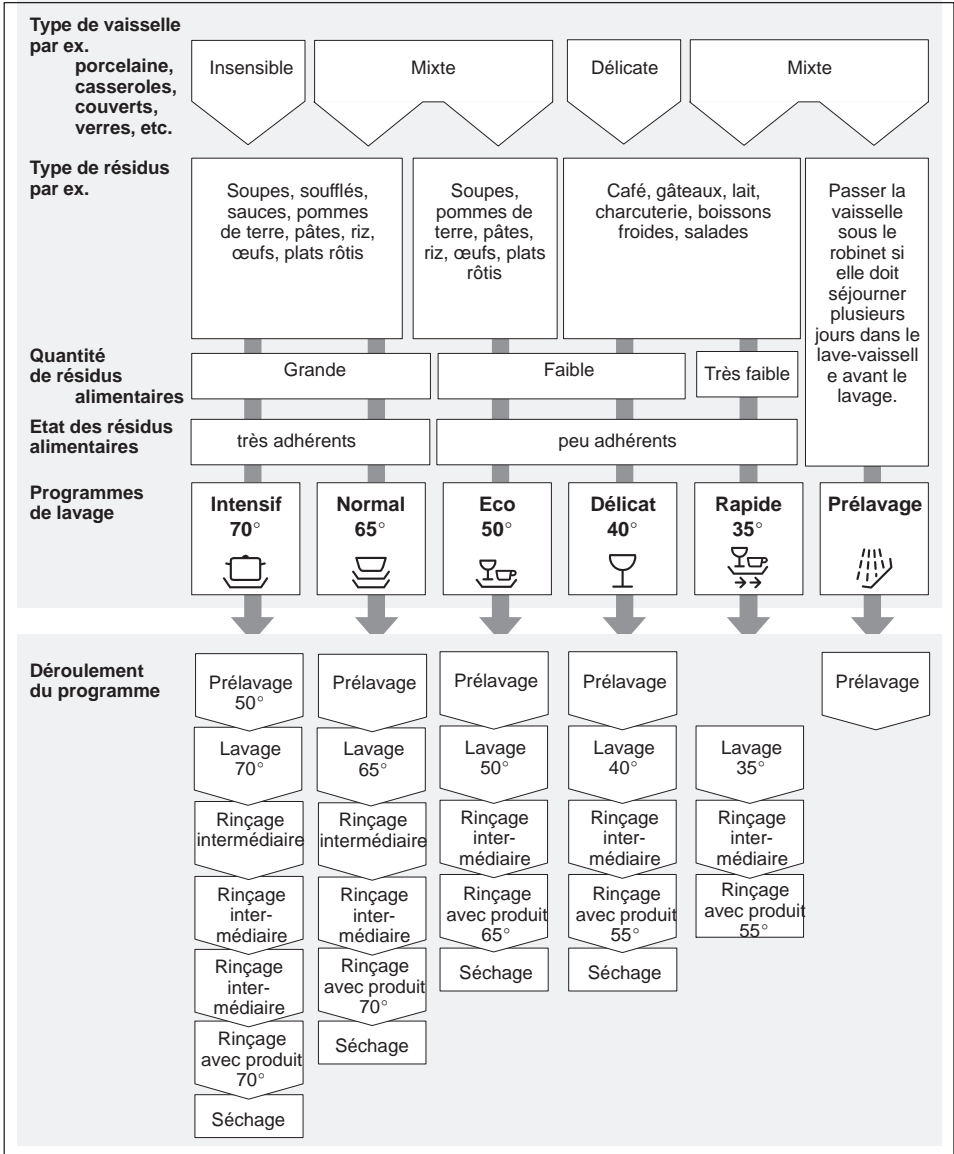 Type de vaisselle
par ex.
porcelaine,
casseroles,
couverts,
verres, etc.
Insensible
Mixte
Délicate
Mixte
Type de résidus
par ex.
Soupes, soufflés,
sauces, pommes
de terre, pâtes, riz,
œufs, plats rôtis
Soupes,
pommes de
terre, pâtes,
riz, œufs, plats
rôtis
Café, gâteaux, lait,
charcuterie, boissons
froides, salades
Passer la
vaisselle
sous le
robinet si
elle doit
séjourner
plusieurs
jours dans le
lave-vaissell
e avant le
lavage.
Quantité
de résidus
alimentaires
Grande
Faible
Très faible
Etat des résidus
alimentaires
très adhérents
peu adhérents
Programmes
de lavage
Intensif
70°
Normal
65°
Eco
50°
Délicat
40°
Rapide
35°
Prélavage
Déroulement
du programme
Prélavage
50°
Lavage
70°
Rinçage
intermédiaire
Rinçage
inter-
médiaire
Rinçage
inter-
médiaire
Rinçage
avec produit
70°
Séchage
Prélavage
Lavage
65°
Rinçage
intermédiaire
Rinçage
inter-
médiaire
Rinçage
avec produit
70°
Séchage
Prélavage
Lavage
50°
Rinçage
inter-
médiaire
Rinçage
avec produit
65°
Séchage
Prélavage
Lavage
40°
Rinçage
inter-
médiaire
Rinçage
avec produit
55°
Séchage
Lavage
35°
Rinçage
inter-
médiaire
Rinçage
avec produit
55°
Prélavage